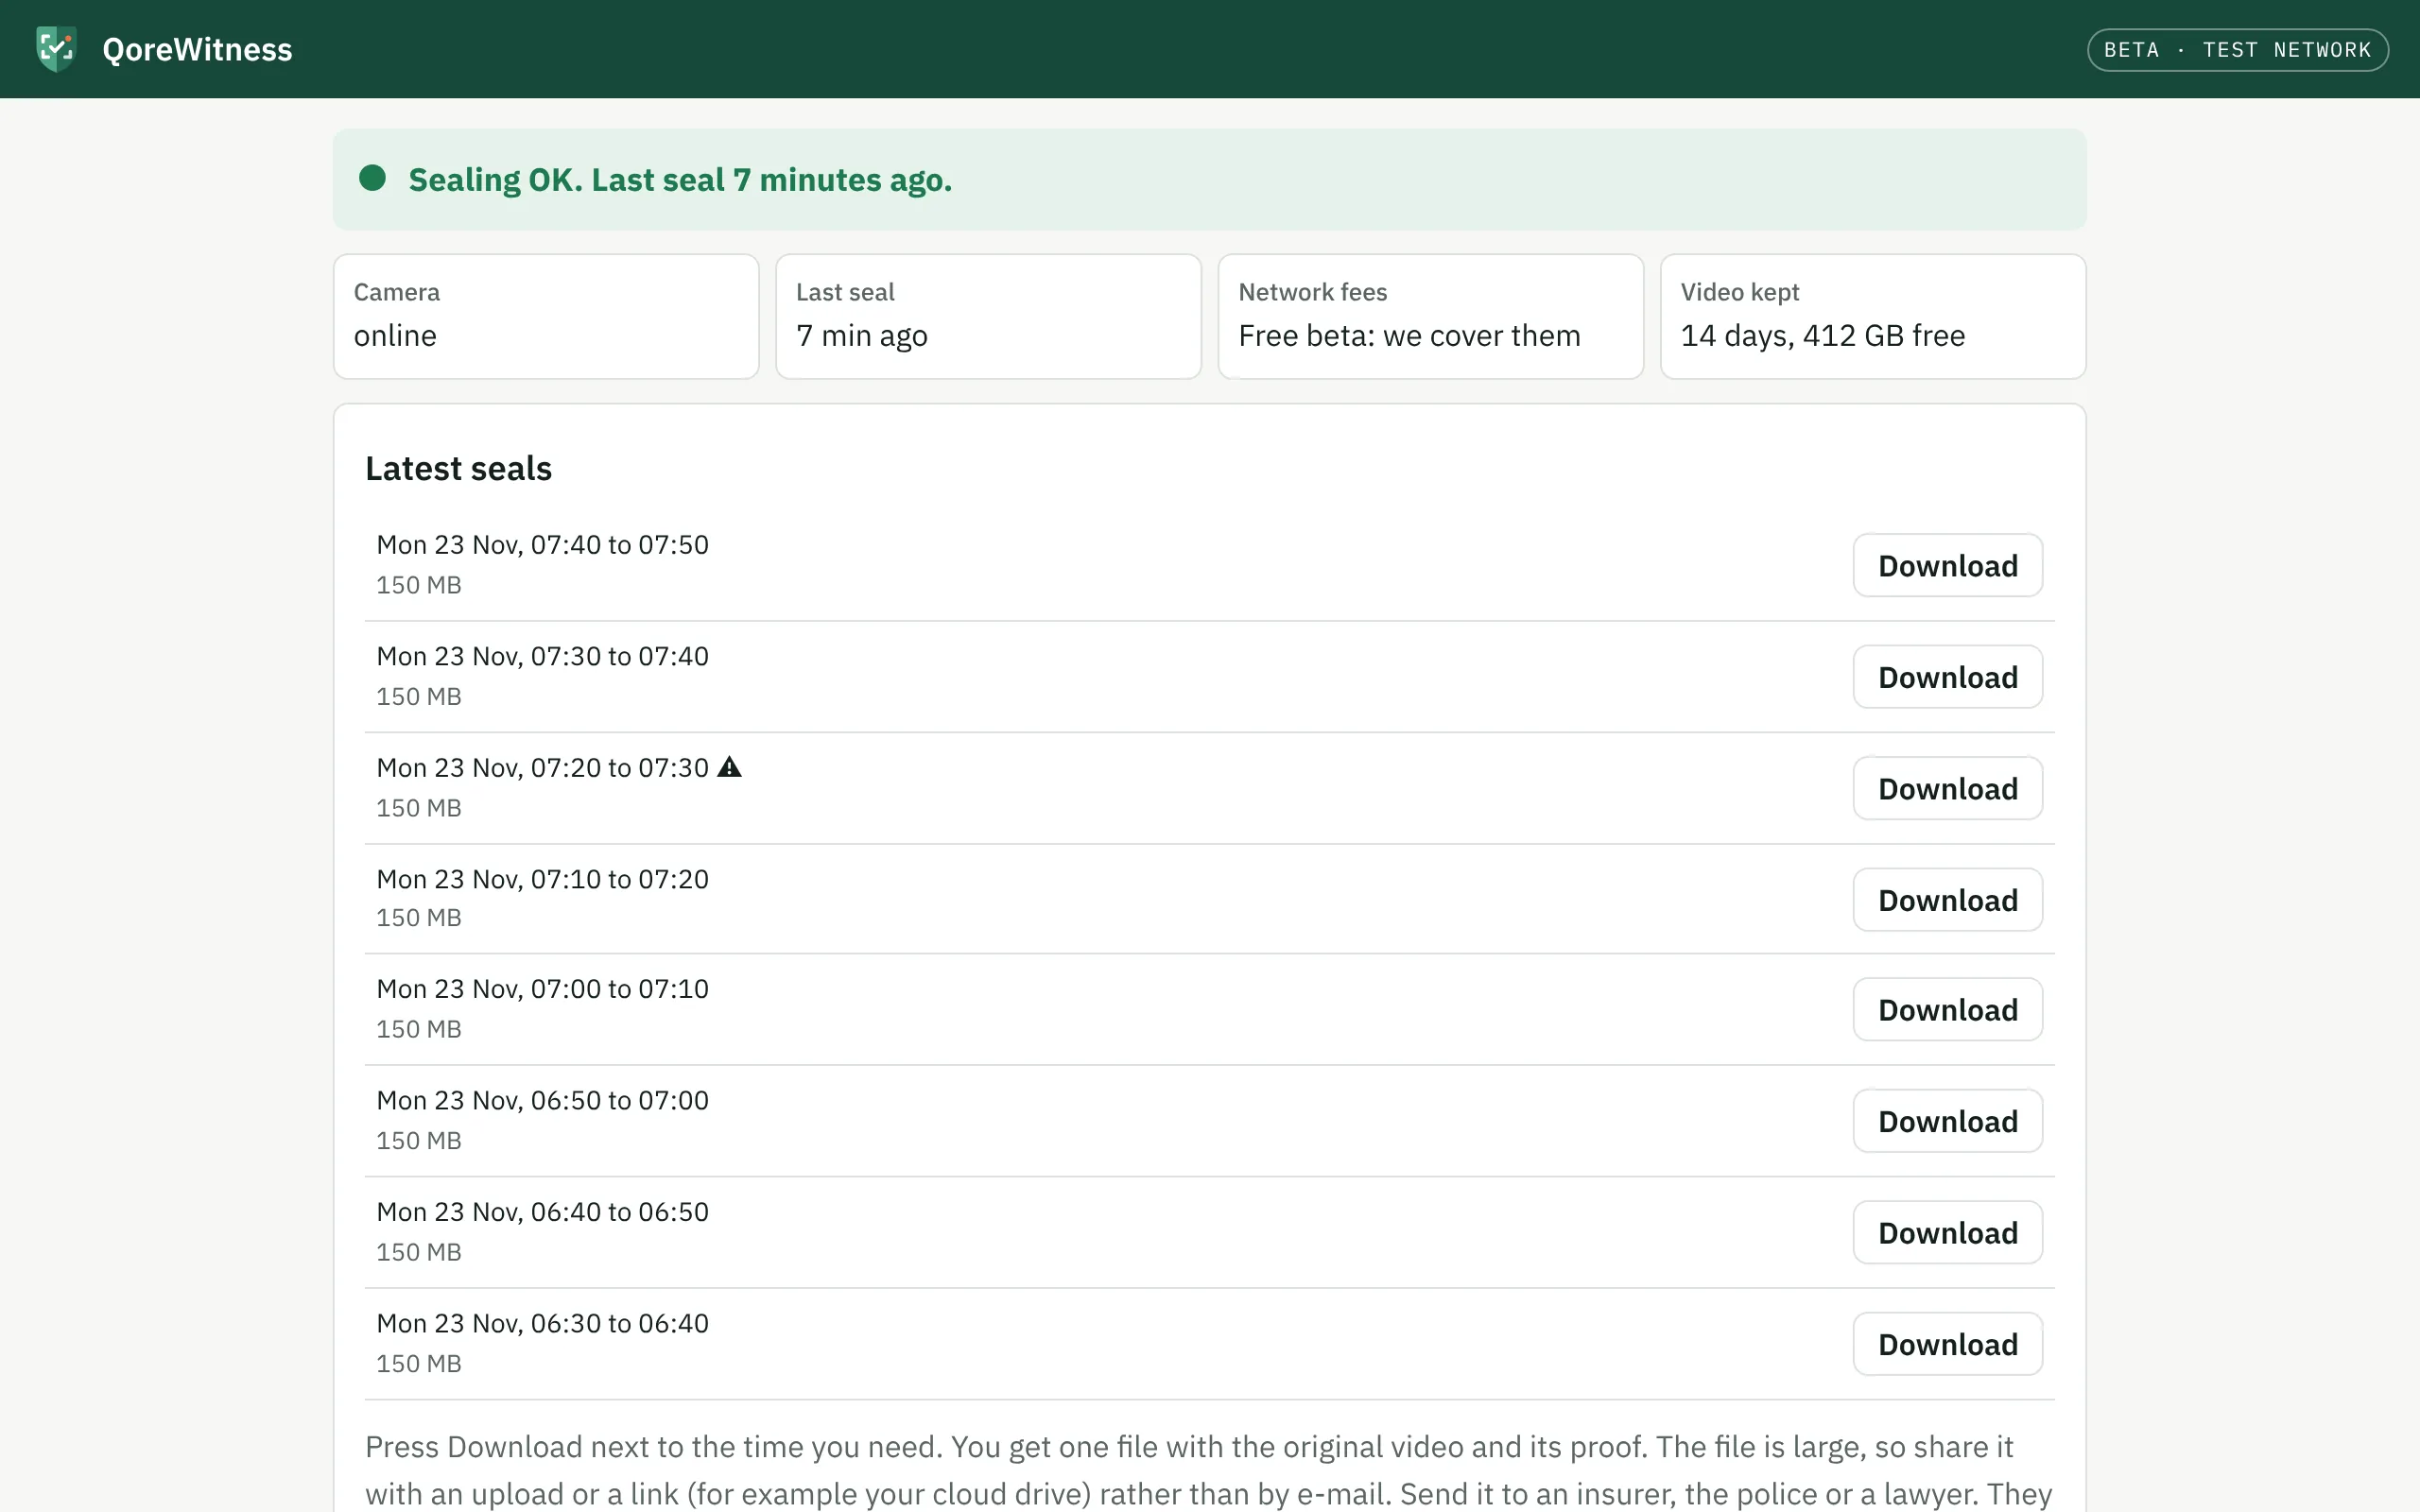 QoreWitness
BETA · TEST NETWORK
Sealing OK. Last seal 7 minutes ago.
Camera
online
Last seal
7 min ago
Network fees
Free beta: we cover them
Video kept
14 days, 412 GB free
Latest seals
Mon 23 Nov, 07:40 to 07:50
150 MB
Download
Mon 23 Nov, 07:30 to 07:40
150 MB
Download
Mon 23 Nov, 07:20 to 07:30 ⚠
150 MB
Download
Mon 23 Nov, 07:10 to 07:20
150 MB
Download
Mon 23 Nov, 07:00 to 07:10
150 MB
Download
Mon 23 Nov, 06:50 to 07:00
150 MB
Download
Mon 23 Nov, 06:40 to 06:50
150 MB
Download
Mon 23 Nov, 06:30 to 06:40
150 MB
Download
Press Download next to the time you need. You get one file with the original video and its proof. The file is large, so share it
with an upload or a link (for example your cloud drive) rather than by e-mail. Send it to an insurer, the police or a lawyer. They